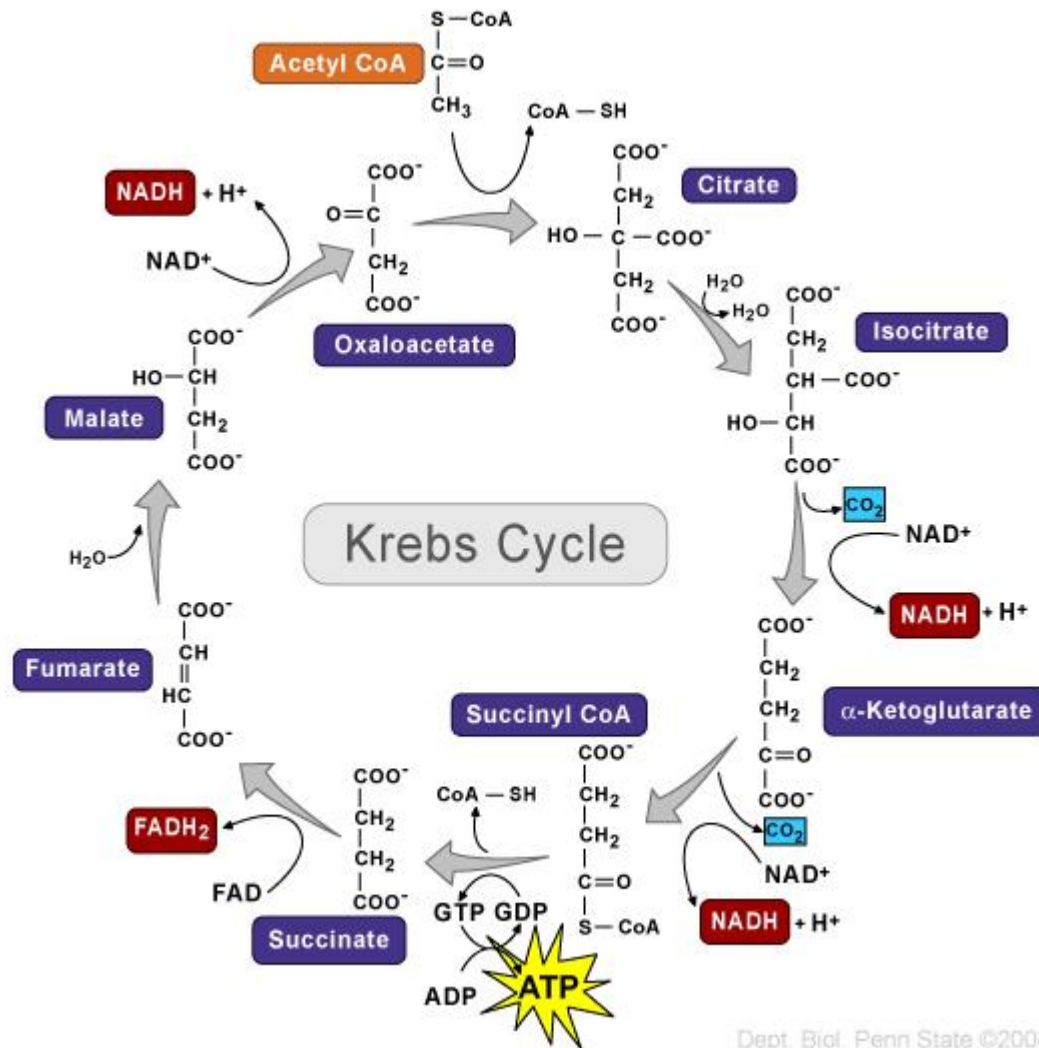 S — CoA
Acetyl CoA
C=O
CH₃
CoA — SH
NADH + H⁺
NAD+
COO⁻
O=C
CH₂
COO⁻
Oxaloacetate
COO⁻
CH₂
HO — C — COO⁻
CH₂
COO⁻
Citrate
H₂O
H₂O
COO⁻
CH₂
CH — COO⁻
HO — CH
COO⁻
Isocitrate
CO₂
NAD+
NADH + H⁺
COO⁻
CH₂
CH₂
C=O
COO⁻
α-Ketoglutarate
CO₂
NAD+
NADH + H⁺
Succinyl CoA
COO⁻
CH₂
CH₂
C=O
S — CoA
CoA — SH
GTP GDP
ADP
ATP
COO⁻
CH₂
CH₂
COO⁻
Succinate
FADH₂
FAD
COO⁻
CH
HC
COO⁻
Fumarate
H₂O
COO⁻
HO — CH
CH₂
COO⁻
Malate
Krebs Cycle
Dept. Biol. Penn State ©200